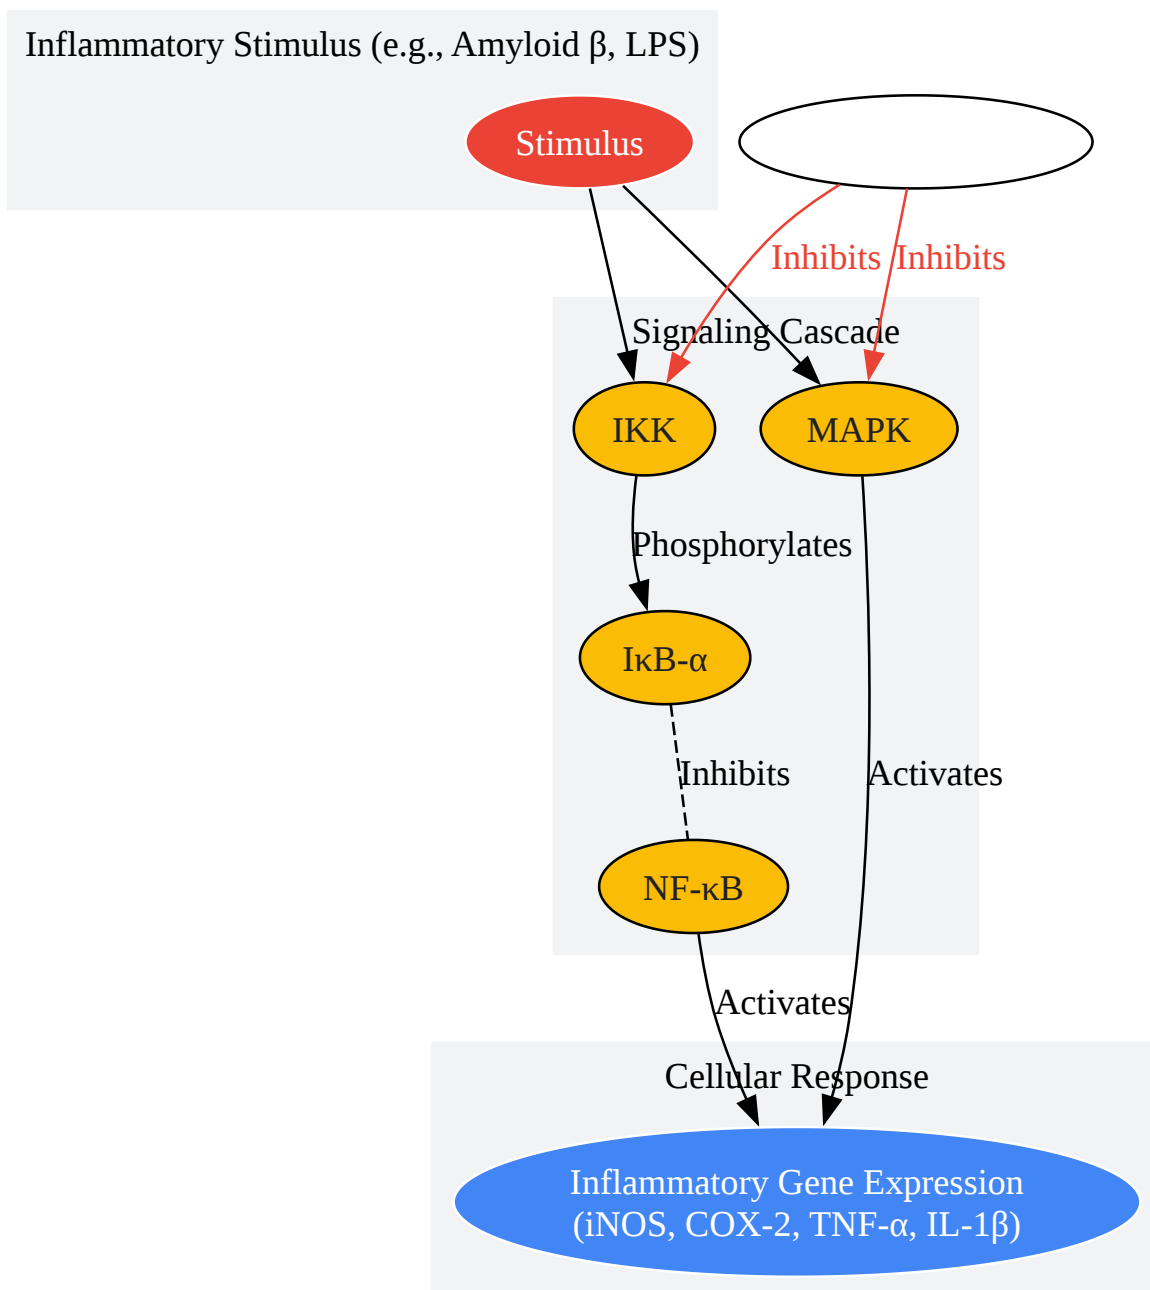 Inflammatory Stimulus (e.g., Amyloid β, LPS)
Stimulus
Inhibits
Inhibits
Signaling Cascade
IKK
MAPK
Phosphorylates
IκB-α
Inhibits
Activates
NF-κB
Activates
Cellular Response
Inflammatory Gene Expression
(iNOS, COX-2, TNF-α, IL-1β)